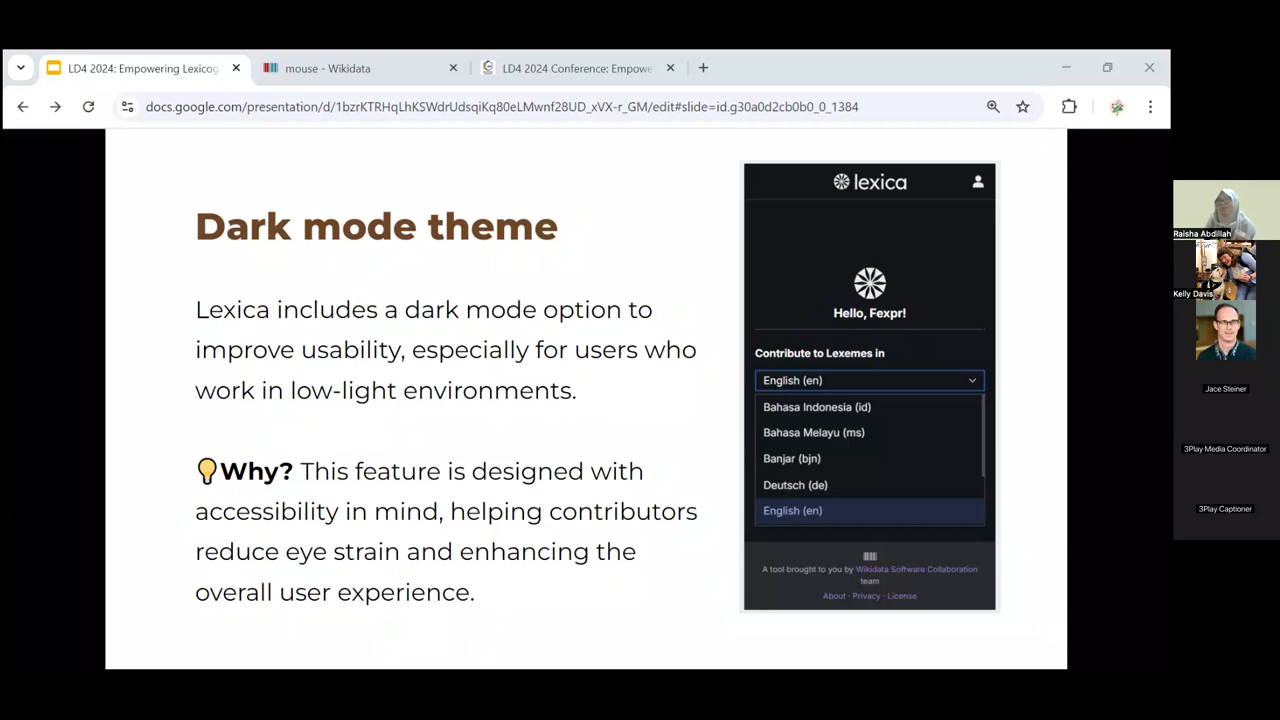 LD4 2024: Empowering Lexicog
mouse - Wikidata
LD4 2024 Conference: Empowe
docs.google.com/presentation/d/1bzrKTRHqLhKSWdrUdsqiKq80eLMwnf28UD_xVX-r_GM/edit#slide=id.g30a0d2cb0b0_0_1384
Dark mode theme
Lexica includes a dark mode option to
improve usability, especially for users who
work in low-light environments.
💡Why? This feature is designed with
accessibility in mind, helping contributors
reduce eye strain and enhancing the
overall user experience.
lexica
Hello, Fexpr!
Contribute to Lexemes in
English (en)
Bahasa Indonesia (id)
Bahasa Melayu (ms)
Banjar (bjn)
Deutsch (de)
English (en)
A tool brought to you by Wikidata Software Collaboration
team
About · Privacy · License
Raisha Abdillah
Kelly Davis
Jace Steiner
3Play Media Coordinator
3Play Captioner